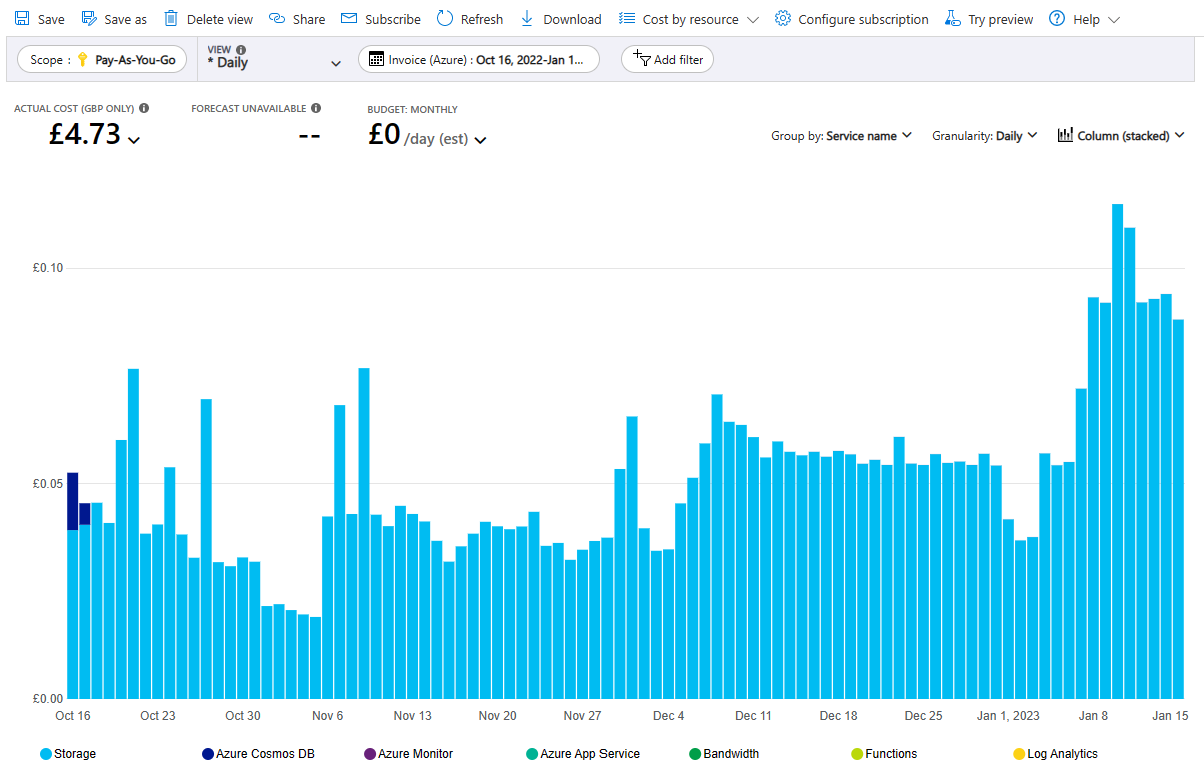 Save Save as Delete view Share Subscribe Refresh Download Cost by resource Configure subscription Try preview Help
Scope : Pay-As-You-Go
VIEW
* Daily
Invoice (Azure) : Oct 16, 2022-Jan 1...
Add filter
ACTUAL COST (GBP ONLY)
£4.73
FORECAST UNAVAILABLE
--
BUDGET: MONTHLY
£0 /day (est)
Group by: Service name Granularity: Daily Column (stacked)
£0.10
£0.05
£0.00
Oct 16 Oct 23 Oct 30 Nov 6 Nov 13 Nov 20 Nov 27 Dec 4 Dec 11 Dec 18 Dec 25 Jan 1, 2023 Jan 8 Jan 15
Storage Azure Cosmos DB Azure Monitor Azure App Service Bandwidth Functions Log Analytics